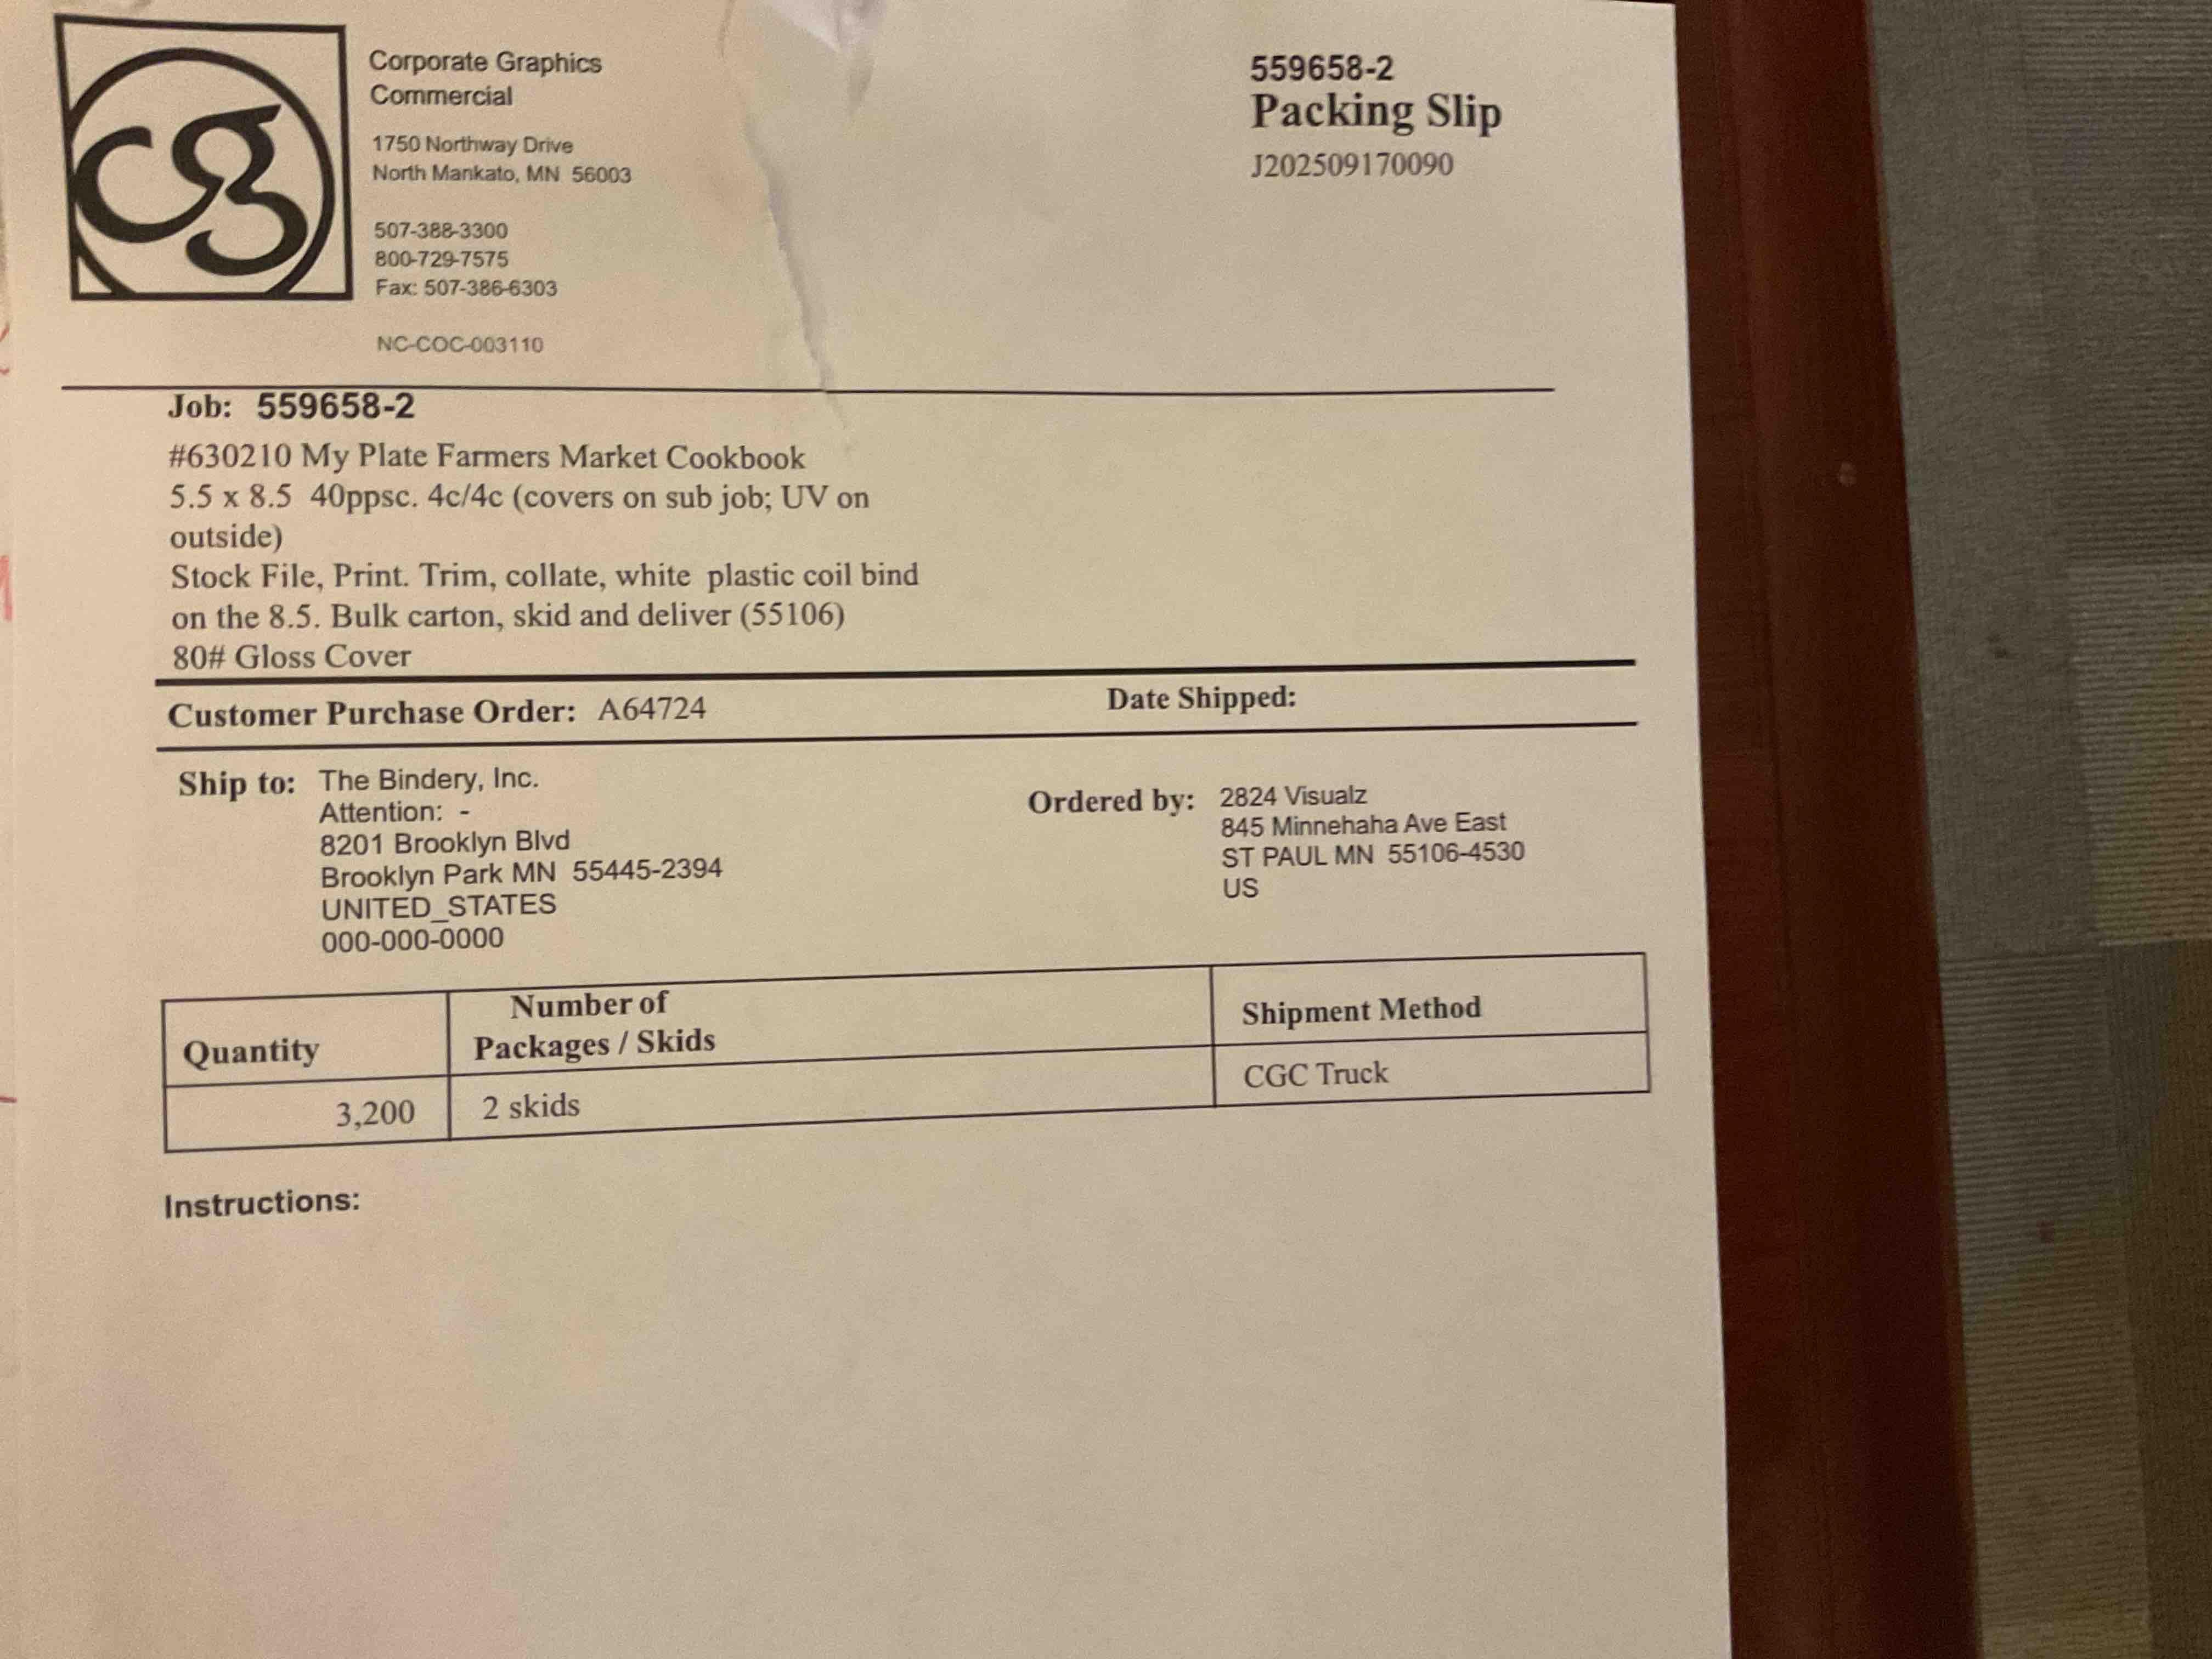 cg
Corporate Graphics
Commercial
1750 Northway Drive
North Mankato, MN 56003
507-388-3300
800-729-7575
Fax: 507-386-6303
NC-COC-003110
559658-2
Packing Slip
J202509170090
Job: 559658-2
#630210 My Plate Farmers Market Cookbook
5.5 x 8.5 40ppsc. 4c/4c (covers on sub job; UV on
outside)
Stock File, Print. Trim, collate, white plastic coil bind
on the 8.5. Bulk carton, skid and deliver (55106)
80# Gloss Cover
Customer Purchase Order: A64724
Date Shipped:
Ship to: The Bindery, Inc.
Attention: -
8201 Brooklyn Blvd
Brooklyn Park MN 55445-2394
UNITED_STATES
000-000-0000
Ordered by: 2824 Visualz
845 Minnehaha Ave East
ST PAUL MN 55106-4530
US
Quantity
Number of
Packages / Skids
Shipment Method
3,200
2 skids
CGC Truck
Instructions: